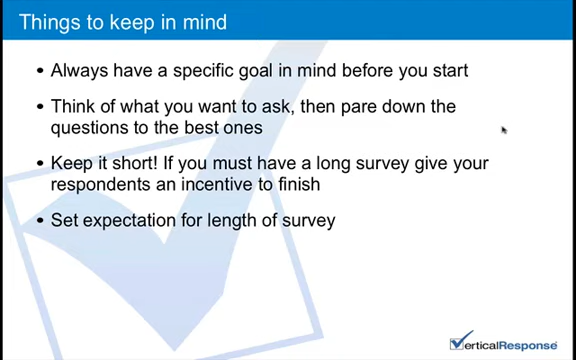 Things to keep in mind
• Always have a specific goal in mind before you start
• Think of what you want to ask, then pare down the
questions to the best ones
• Keep it short! If you must have a long survey give your
respondents an incentive to finish
• Set expectation for length of survey
VerticalResponse